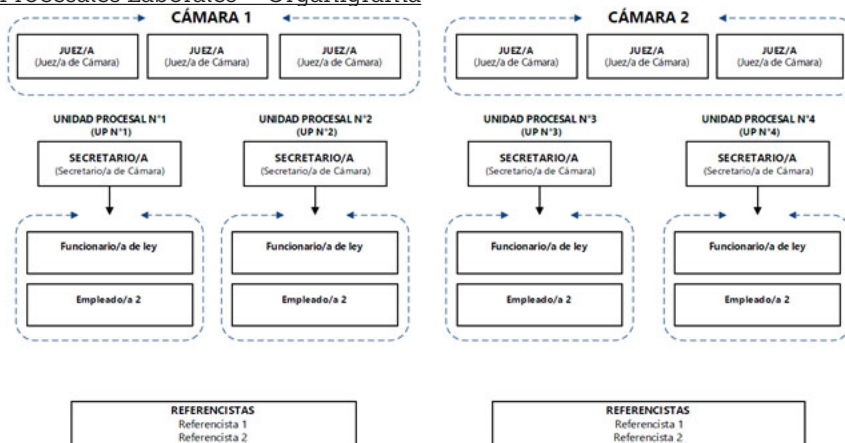 Procesales Laborales – Organigrama
CÁMARA 1
JUEZ/A
(Juez/a de Cámara)
JUEZ/A
(Juez/a de Cámara)
JUEZ/A
(Juez/a de Cámara)
UNIDAD PROCESAL N°1
(UP N°1)
SECRETARIO/A
(Secretario/a de Cámara)
Funcionario/a de ley
Empleado/a 2
UNIDAD PROCESAL N°2
(UP N°2)
SECRETARIO/A
(Secretario/a de Cámara)
Funcionario/a de ley
Empleado/a 2
REFERENCISTAS
Referencista 1
Referencista 2
CÁMARA 2
JUEZ/A
(Juez/a de Cámara)
JUEZ/A
(Juez/a de Cámara)
JUEZ/A
(Juez/a de Cámara)
UNIDAD PROCESAL N°3
(UP N°3)
SECRETARIO/A
(Secretario/a de Cámara)
Funcionario/a de ley
Empleado/a 2
UNIDAD PROCESAL N°4
(UP N°4)
SECRETARIO/A
(Secretario/a de Cámara)
Funcionario/a de ley
Empleado/a 2
REFERENCISTAS
Referencista 1
Referencista 2